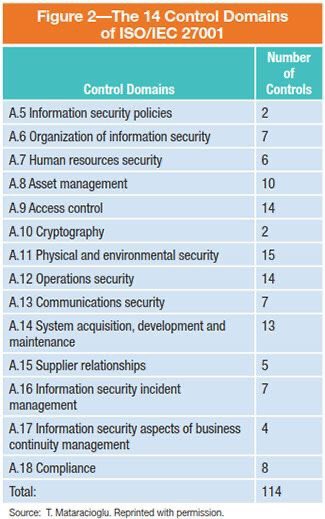 Figure 2—The 14 Control Domains
of ISO/IEC 27001
Control Domains
Number
of
Controls
A.5 Information security policies 2
A.6 Organization of information security 7
A.7 Human resources security 6
A.8 Asset management 10
A.9 Access control 14
A.10 Cryptography 2
A.11 Physical and environmental security 15
A.12 Operations security 14
A.13 Communications security 7
A.14 System acquisition, development and 13
maintenance
A.15 Supplier relationships 5
A.16 Information security incident 7
management
A.17 Information security aspects of business 4
continuity management
A.18 Compliance 8
Total: 114
Source: T. Mataracioglu. Reprinted with permission.